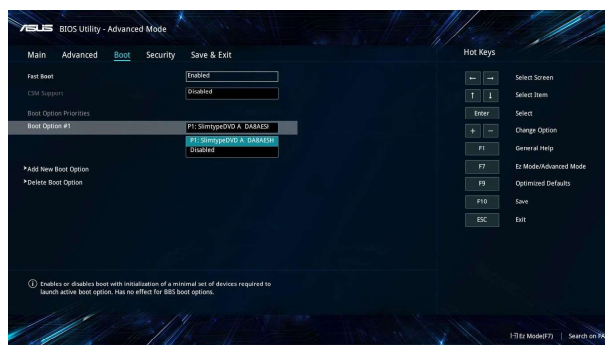 ASUS BIOS Utility - Advanced Mode
Main Advanced Boot Security Save & Exit
Hot Keys
Fast Boot Enabled
CSM Support Disabled
Boot Option Priorities
Boot Option #1 P1: SlimtypeDVD A DA8AESI
P1: SlimtypeDVD A DA8AESH
Disabled
Add New Boot Option
Delete Boot Option
← → Select Screen
↑ ↓ Select Item
Enter Select
+ - Change Option
F1 General Help
F7 Ez Mode/Advanced Mode
F9 Optimized Defaults
F10 Save
ESC Exit
Enables or disables boot with initialization of a minimal set of devices required to
launch active boot option. Has no effect for BBS boot options.
Ez Mode(F7) | Search on FA